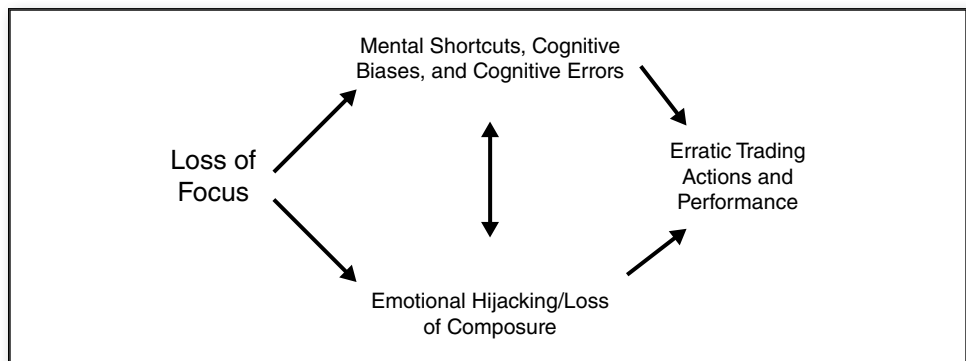 Mental Shortcuts, Cognitive
Biases, and Cognitive Errors
Loss of
Focus
Erratic Trading
Actions and
Performance
Emotional Hijacking/Loss
of Composure